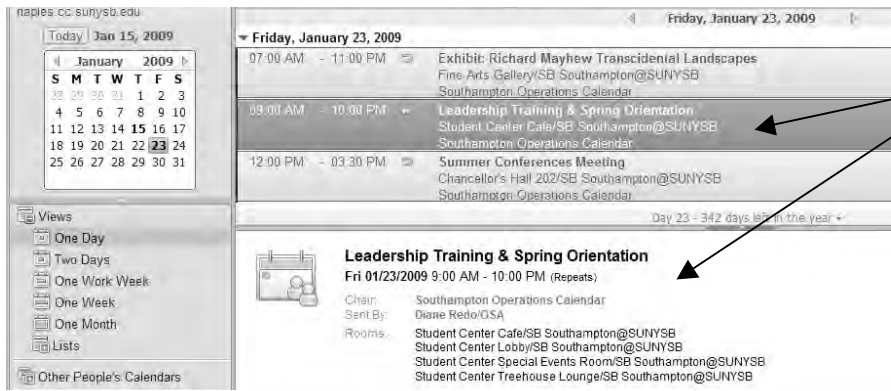 naples.cc.sunysb.edu
Today Jan 15, 2009
January 2009
S M T W T F S
28 29 30 31 1 2 3
4 5 6 7 8 9 10
11 12 13 14 15 16 17
18 19 20 21 22 23 24
25 26 27 28 29 30 31
Views
One Day
Two Days
One Work Week
One Week
One Month
Lists
Other People's Calendars
Friday, January 23, 2009
Friday, January 23, 2009
07:00 AM - 11:00 PM Exhibit: Richard Mayhew Transcidental Landscapes
Fine Arts Gallery/SB Southampton@SUNYSB
Southampton Operations Calendar
09:00 AM - 10:00 PM Leadership Training & Spring Orientation
Student Center Cafe/SB Southampton@SUNYSB
Southampton Operations Calendar
12:00 PM - 03:30 PM Summer Conferences Meeting
Chancellor's Hall 202/SB Southampton@SUNYSB
Southampton Operations Calendar
Day 23 - 342 days left in the year
Leadership Training & Spring Orientation
Fri 01/23/2009 9:00 AM - 10:00 PM (Repeats)
Chair: Southampton Operations Calendar
Sent By: Diane Redo/GSA
Rooms: Student Center Cafe/SB Southampton@SUNYSB
Student Center Lobby/SB Southampton@SUNYSB
Student Center Special Events Room/SB Southampton@SUNYSB
Student Center Treehouse Lounge/SB Southampton@SUNYSB